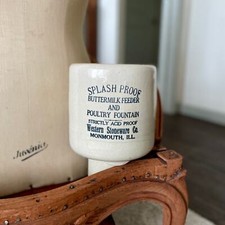 SPLASH PROOF
BUTTERMILK FEEDER
AND
POULTRY FOUNTAIN
STRICTLY ACID PROOF
Western Stoneware Co.
MONMOUTH, ILL.